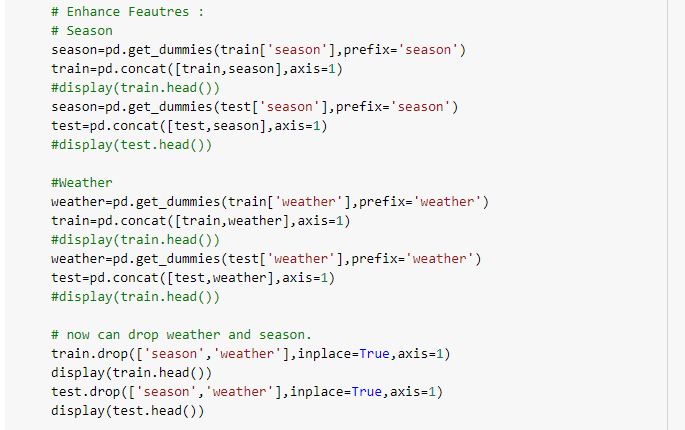 # Enhance Feautres :
# Season
season=pd.get_dummies(train['season'],prefix='season')
train=pd.concat([train,season],axis=1)
#display(train.head())
season=pd.get_dummies(test['season'],prefix='season')
test=pd.concat([test,season],axis=1)
#display(test.head())
#Weather
weather=pd.get_dummies(train['weather'],prefix='weather')
train=pd.concat([train,weather],axis=1)
#display(train.head())
weather=pd.get_dummies(test['weather'],prefix='weather')
test=pd.concat([test,weather],axis=1)
#display(train.head())
# now can drop weather and season.
train.drop(['season','weather'],inplace=True,axis=1)
display(train.head())
test.drop(['season','weather'],inplace=True,axis=1)
display(test.head())